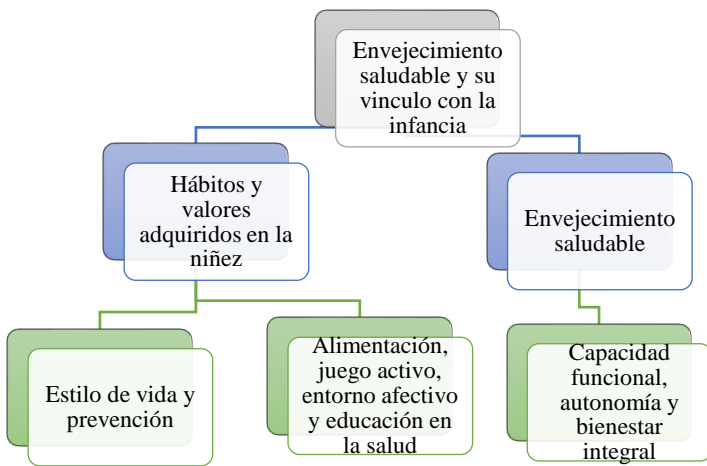 Envejecimiento
saludable y su
vinculo con la
infancia
Hábitos y
valores
adquiridos en la
niñez
Envejecimiento
saludable
Estilo de vida y
prevención
Alimentación,
juego activo,
entorno afectivo
y educación en
la salud
Capacidad
funcional,
autonomía y
bienestar
integral